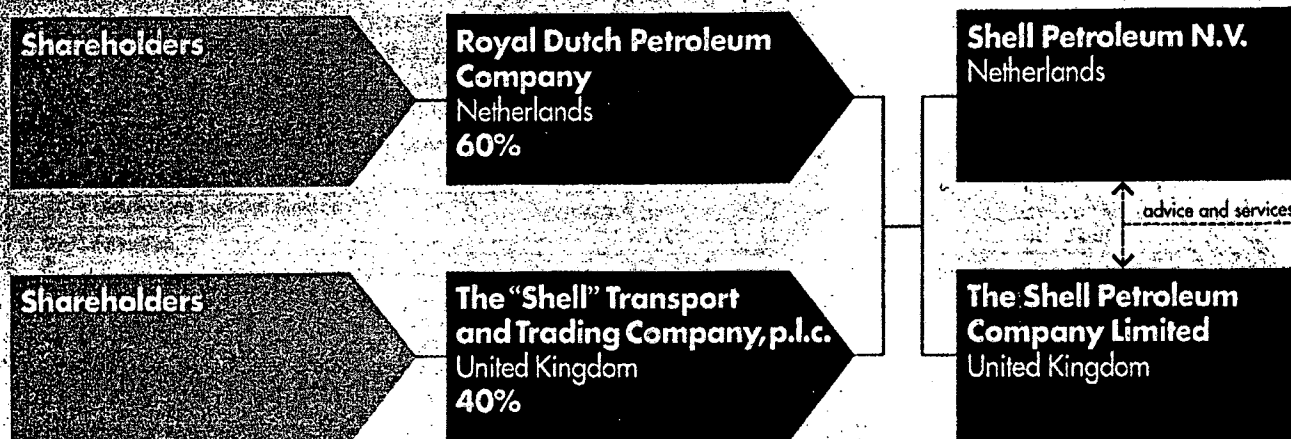 Shareholders
Royal Dutch Petroleum
Company
Netherlands
60%
Shell Petroleum N.V.
Netherlands
advice and services
Shareholders
The “Shell” Transport
and Trading Company, p.l.c.
United Kingdom
40%
The Shell Petroleum
Company Limited
United Kingdom